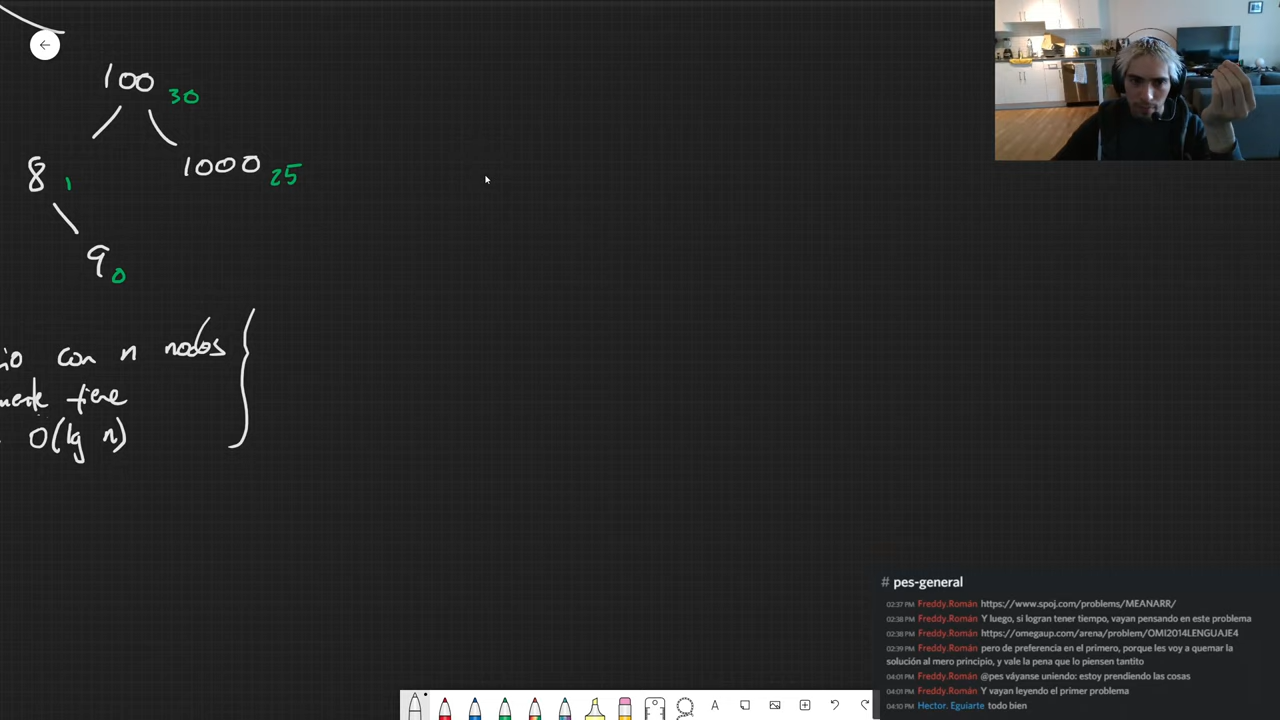 100 30
8 1
1000 25
9 0
con n nodos
O(lg n)
A
# pes-general
02:37 PM Freddy.Román https://www.spoj.com/problems/MEANARR/
02:38 PM Freddy.Román Y luego, si logran tener tiempo, vayan pensando en este problema
02:38 PM Freddy.Román https://omegaup.com/arena/problem/OMI2014LENGUAJE4
02:39 PM Freddy.Román pero de preferencia en el primero, porque les voy a quemar la
solución al mero principio, y vale la pena que lo piensen tantito
04:01 PM Freddy.Román @pes váyanse uniendo: estoy prendiendo las cosas
04:01 PM Freddy.Román Y vayan leyendo el primer problema
04:10 PM Hector. Eguiarte todo bien